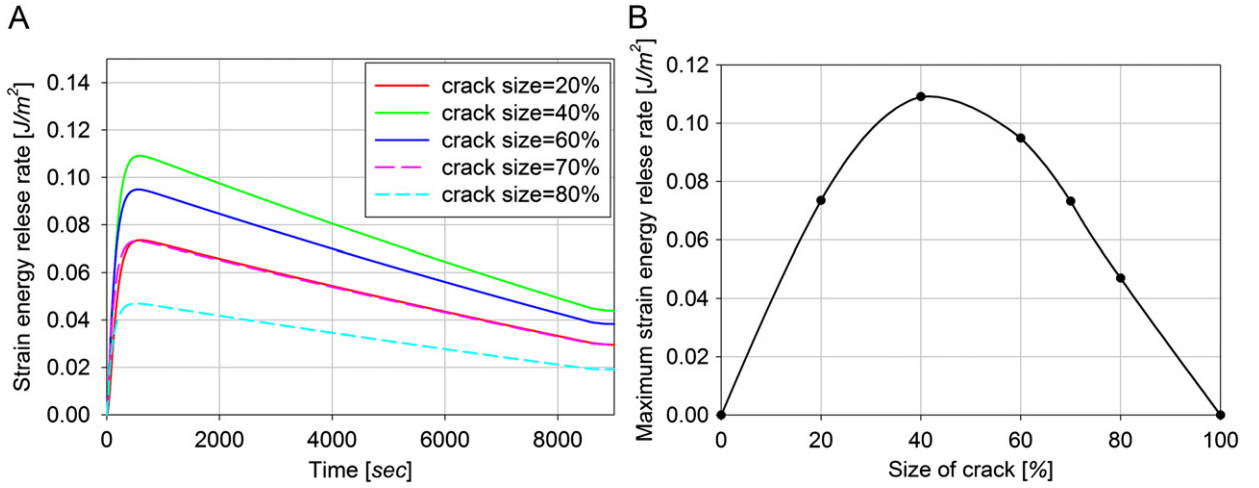 A
Strain energy relese rate [J/m²]
0.14
0.12
0.10
0.08
0.06
0.04
0.02
0.00
0
2000
4000
6000
8000
Time [sec]
crack size=20%
crack size=40%
crack size=60%
crack size=70%
crack size=80%
B
Maximum strain energy relese rate [J/m²]
0.12
0.10
0.08
0.06
0.04
0.02
0.00
0
20
40
60
80
100
Size of crack [%]